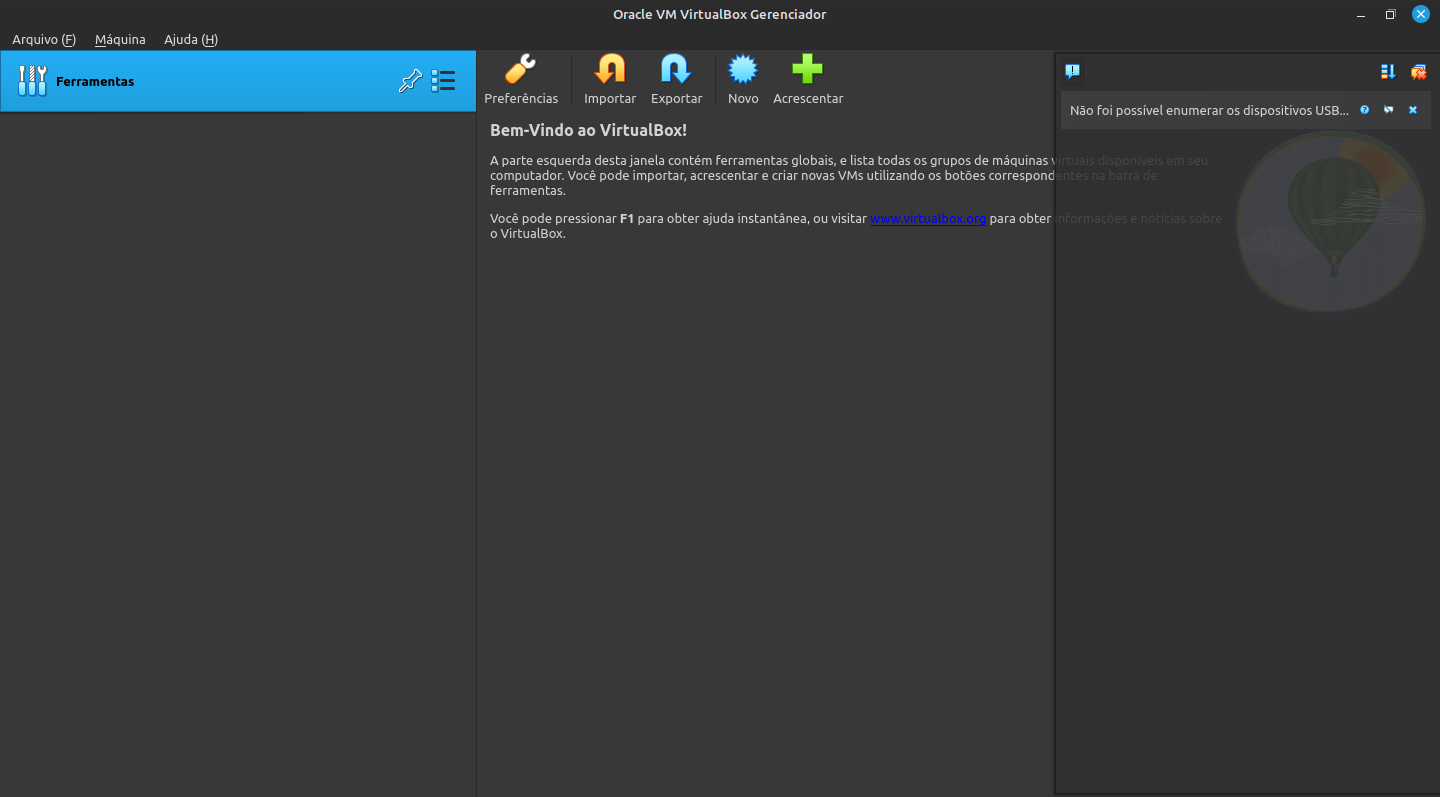 Oracle VM VirtualBox Gerenciador
Arquivo (F) Máquina Ajuda (H)
Ferramentas
Preferências Importar Exportar Novo Acrescentar
Não foi possível enumerar os dispositivos USB...
Bem-Vindo ao VirtualBox!
A parte esquerda desta janela contém ferramentas globais, e lista todas os grupos de máquinas virtuais disponíveis em seu
computador. Você pode importar, acrescentar e criar novas VMs utilizando os botões correspondentes na barra de
ferramentas.
Você pode pressionar F1 para obter ajuda instantânea, ou visitar www.virtualbox.org para obter informações e notícias sobre
o VirtualBox.